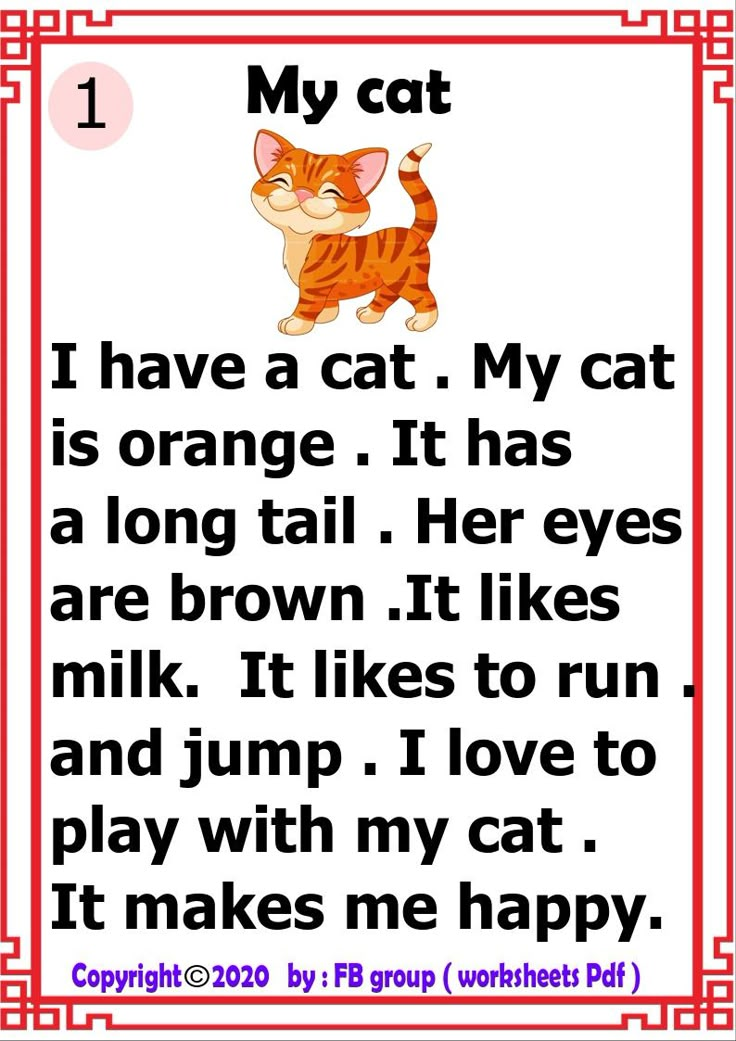 1
My cat
I have a cat . My cat
is orange . It has
a long tail . Her eyes
are brown .It likes
milk.  It likes to run .
and jump . I love to
play with my cat .
It makes me happy.
Copyright©2020 by : FB group ( worksheets Pdf )